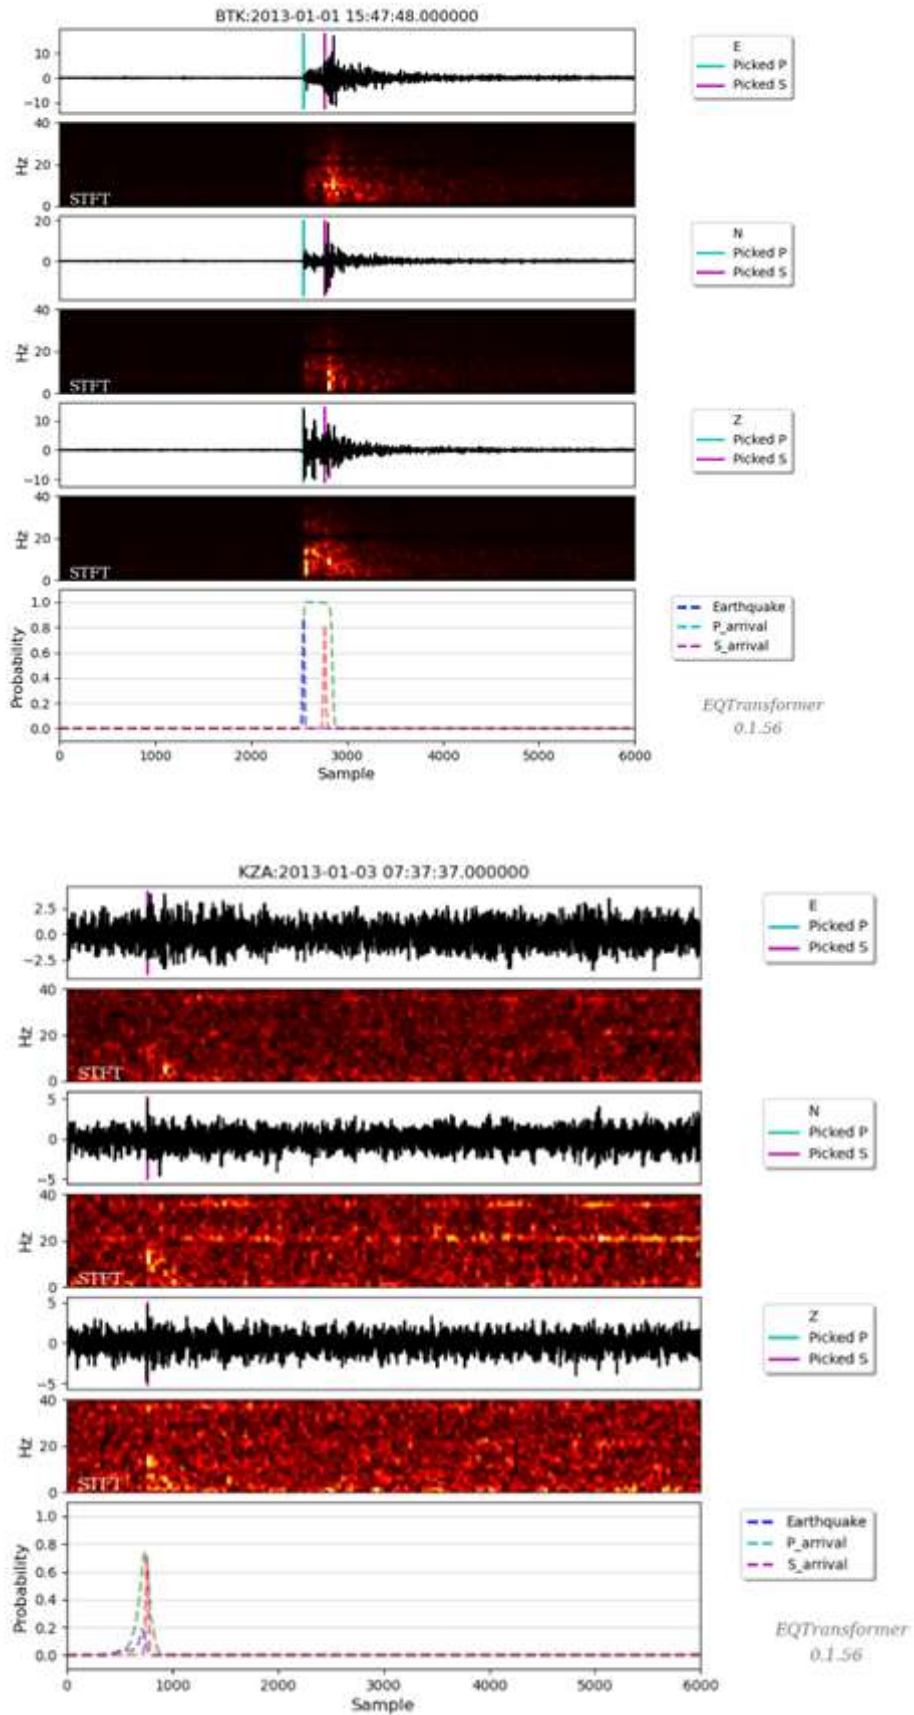 BTK:2013-01-01 15:47:48.000000
10
0
−10
E
Picked P
Picked S
40
20
0
Hz
STFT
20
0
N
Picked P
Picked S
40
20
0
Hz
STFT
10
0
−10
Z
Picked P
Picked S
40
20
0
Hz
STFT
1.0
0.8
0.6
0.4
0.2
0.0
Probability
Earthquake
P_arrival
S_arrival
EQTransformer
0.1.56
0 1000 2000 3000 4000 5000 6000
Sample
KZA:2013-01-03 07:37:37.000000
2.5
0.0
−2.5
E
Picked P
Picked S
40
20
0
Hz
STFT
5
0
−5
N
Picked P
Picked S
40
20
0
Hz
STFT
5
0
−5
Z
Picked P
Picked S
40
20
0
Hz
STFT
1.0
0.8
0.6
0.4
0.2
0.0
Probability
Earthquake
P_arrival
S_arrival
EQTransformer
0.1.56
0 1000 2000 3000 4000 5000 6000
Sample